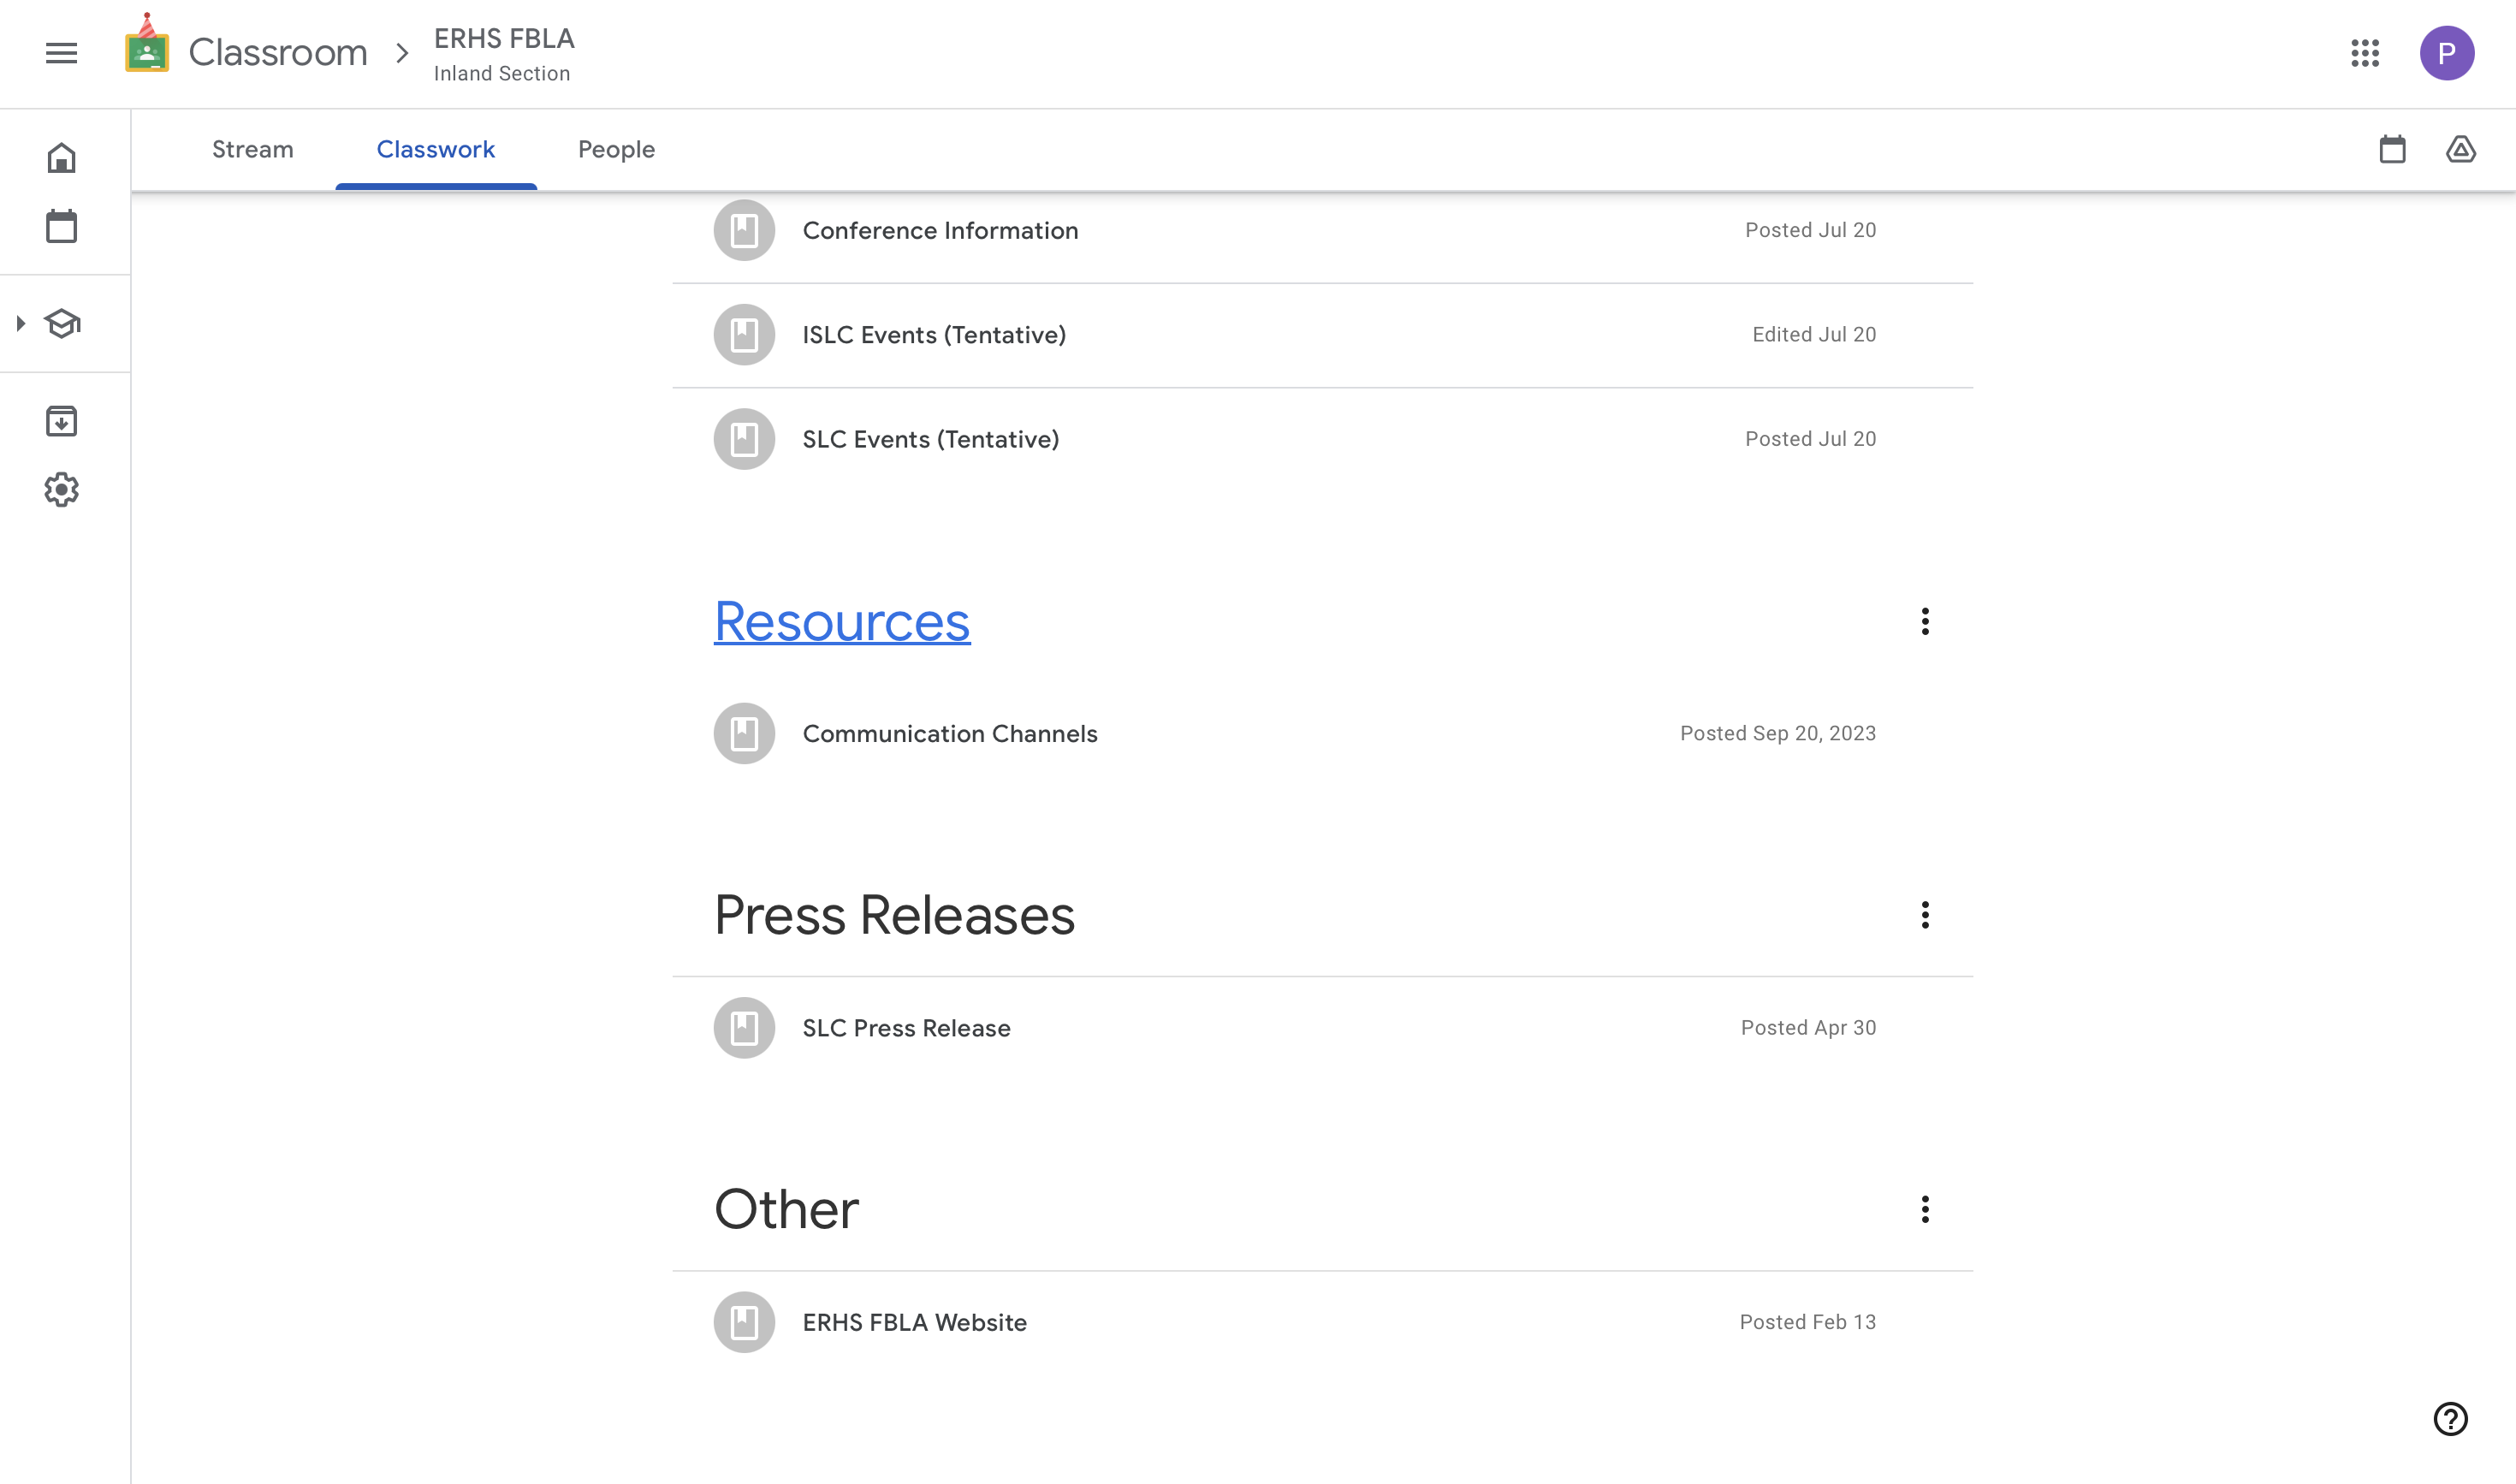 Classroom
ERHS FBLA
Inland Section
P
Stream
Classwork
People
Conference Information
Posted Jul 20
ISLC Events (Tentative)
Edited Jul 20
SLC Events (Tentative)
Posted Jul 20
Resources
Communication Channels
Posted Sep 20, 2023
Press Releases
SLC Press Release
Posted Apr 30
Other
ERHS FBLA Website
Posted Feb 13